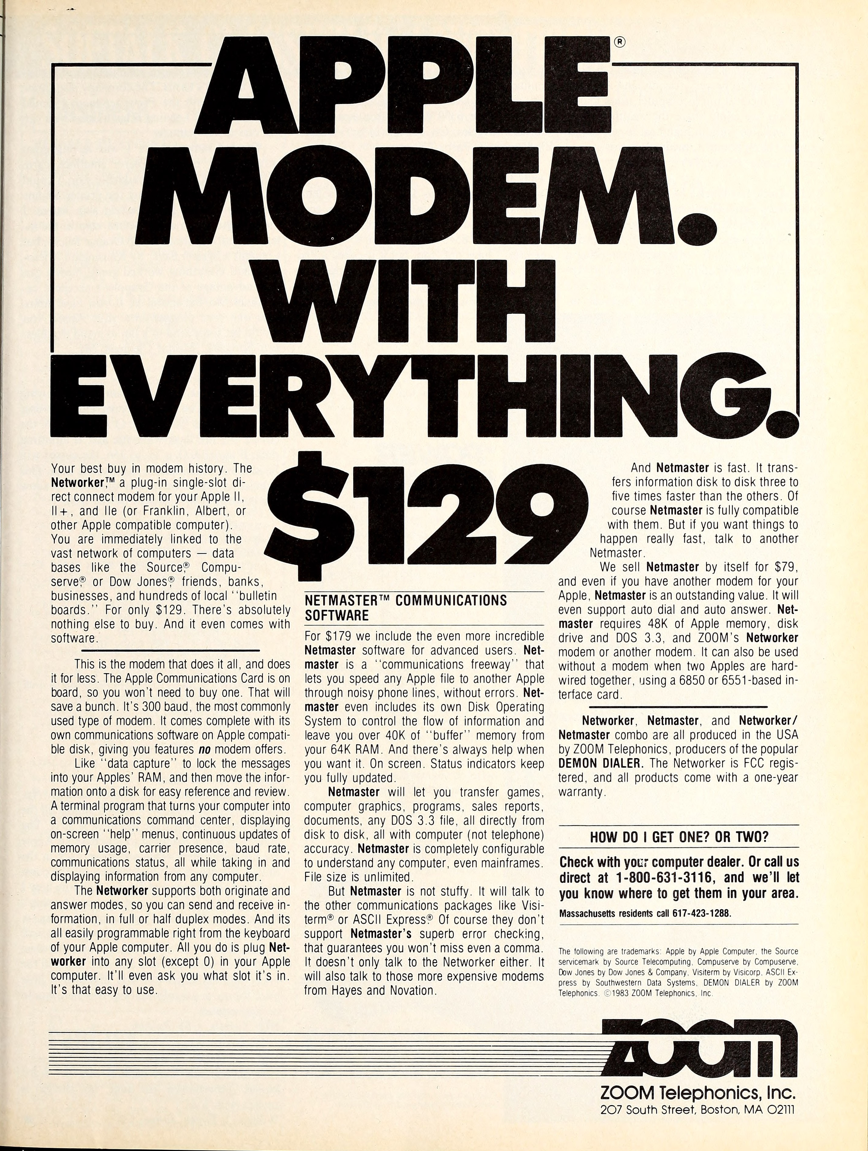 APPLE®
MODEM.
WITH
EVERYTHING.
$129
Your best buy in modem history. The
Networker,™ a plug-in single-slot di-
rect connect modem for your Apple II,
II+, and IIe (or Franklin, Albert, or
other Apple compatible computer).
You are immediately linked to the
vast network of computers — data
bases like the Source,® Compu-
serve,® or Dow Jones,® friends, banks,
businesses, and hundreds of local "bulletin
boards." For only $129. There's absolutely
nothing else to buy. And it even comes with
software.
This is the modem that does it all, and does
it for less. The Apple Communications Card is on
board, so you won't need to buy one. That will
save a bunch. It's 300 baud, the most commonly
used type of modem. It comes complete with its
own communications software on Apple compati-
ble disk, giving you features no modem offers.
Like "data capture" to lock the messages
into your Apples' RAM, and then move the infor-
mation onto a disk for easy reference and review.
A terminal program that turns your computer into
a communications command center, displaying
on-screen "help" menus, continuous updates of
memory usage, carrier presence, baud rate,
communications status, all while taking in and
displaying information from any computer.
The Networker supports both originate and
answer modes, so you can send and receive in-
formation, in full or half duplex modes. And its
all easily programmable right from the keyboard
of your Apple computer. All you do is plug Net-
worker into any slot (except 0) in your Apple
computer. It'll even ask you what slot it's in.
It's that easy to use.
NETMASTER™ COMMUNICATIONS
SOFTWARE
For $179 we include the even more incredible
Netmaster software for advanced users. Net-
master is a "communications freeway" that
lets you speed any Apple file to another Apple
through noisy phone lines, without errors. Net-
master even includes its own Disk Operating
System to control the flow of information and
leave you over 40K of "buffer" memory from
your 64K RAM. And there's always help when
you want it. On screen. Status indicators keep
you fully updated.
Netmaster will let you transfer games,
computer graphics, programs, sales reports,
documents, any DOS 3.3 file, all directly from
disk to disk, all with computer (not telephone)
accuracy. Netmaster is completely configurable
to understand any computer, even mainframes.
File size is unlimited.
But Netmaster is not stuffy. It will talk to
the other communications packages like Visi-
term® or ASCII Express® Of course they don't
support Netmaster's superb error checking,
that guarantees you won't miss even a comma.
It doesn't only talk to the Networker either. It
will also talk to those more expensive modems
from Hayes and Novation.
And Netmaster is fast. It trans-
fers information disk to disk three to
five times faster than the others. Of
course Netmaster is fully compatible
with them. But if you want things to
happen really fast, talk to another
Netmaster.
We sell Netmaster by itself for $79,
and even if you have another modem for your
Apple, Netmaster is an outstanding value. It will
even support auto dial and auto answer. Net-
master requires 48K of Apple memory, disk
drive and DOS 3.3, and ZOOM's Networker
modem or another modem. It can also be used
without a modem when two Apples are hard-
wired together, using a 6850 or 6551-based in-
terface card.
Networker, Netmaster, and Networker/
Netmaster combo are all produced in the USA
by ZOOM Telephonics, producers of the popular
DEMON DIALER. The Networker is FCC regis-
tered, and all products come with a one-year
warranty.
HOW DO I GET ONE? OR TWO?
Check with your computer dealer. Or call us
direct at 1-800-631-3116, and we'll let
you know where to get them in your area.
Massachusetts residents call 617-423-1288.
The following are trademarks: Apple by Apple Computer, the Source
servicemark by Source Telecomputing, Compuserve by Compuserve,
Dow Jones by Dow Jones & Company, Visiterm by Visicorp, ASCII Ex-
press by Southwestern Data Systems, DEMON DIALER by ZOOM
Telephonics. ©1983 ZOOM Telephonics, Inc.
ZOOM
ZOOM Telephonics, Inc.
207 South Street, Boston, MA 02111